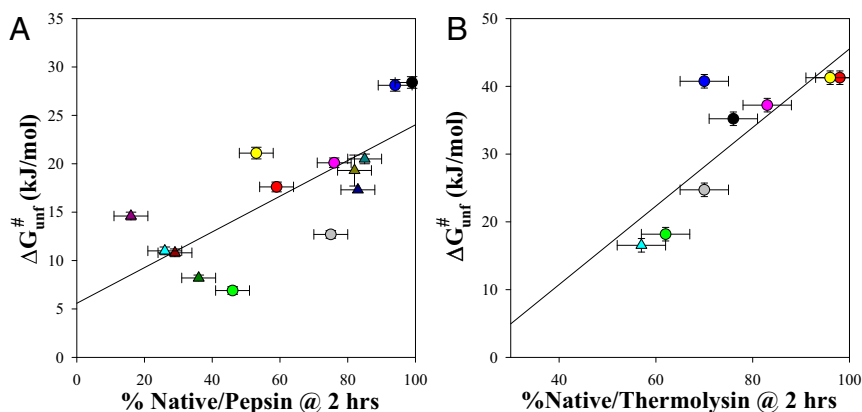 A
ΔG#unf (kJ/mol)
35
30
25
20
15
10
5
0
0 20 40 60 80 100
% Native/Pepsin @ 2 hrs
B
ΔG#unf (kJ/mol)
50
40
30
20
10
0
40 60 80 100
%Native/Thermolysin @ 2 hrs